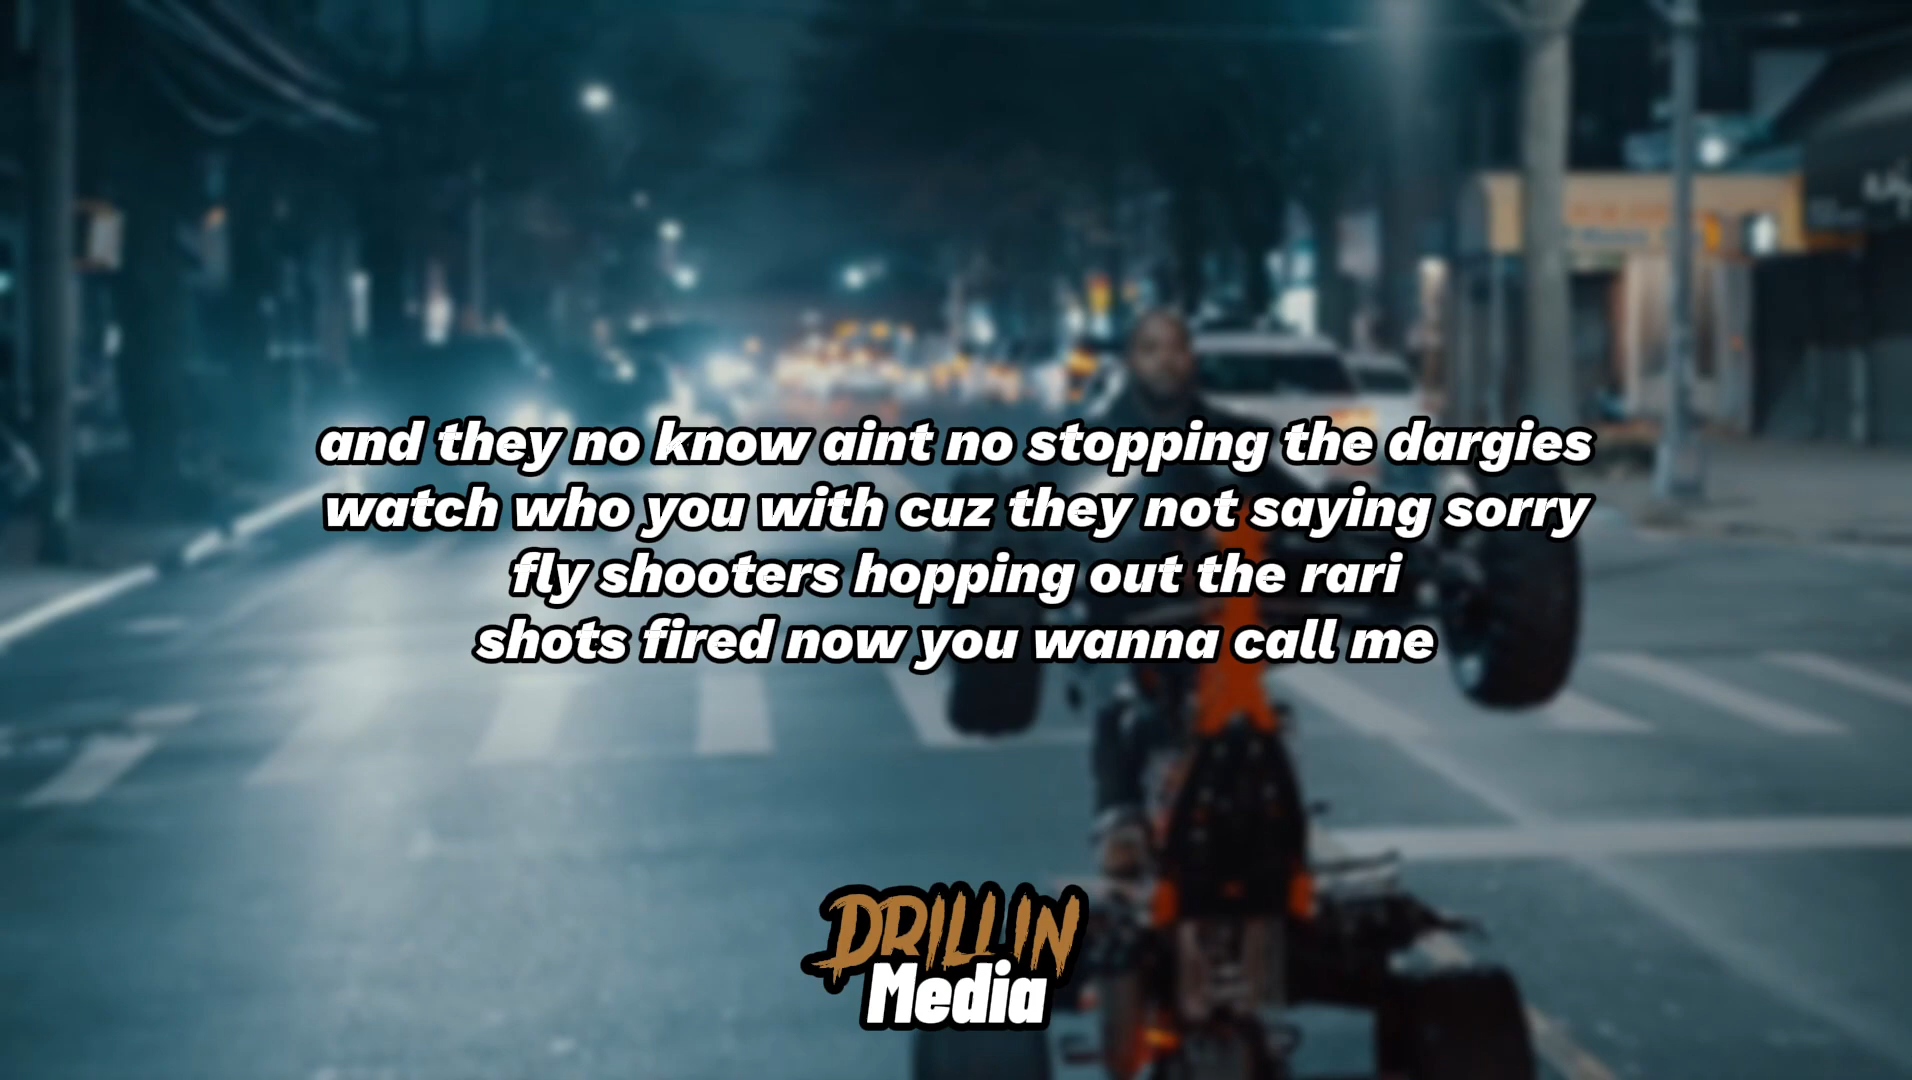 and they no know aint no stopping the dargies
watch who you with cuz they not saying sorry
fly shooters hopping out the rari
shots fired now you wanna call me
DRILLIN
Media